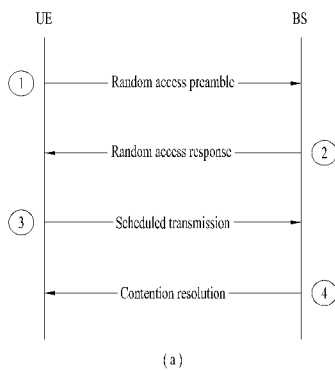 UE BS
1 Random access preamble
Random access response 2
3 Scheduled transmission
Contention resolution 4
( a )